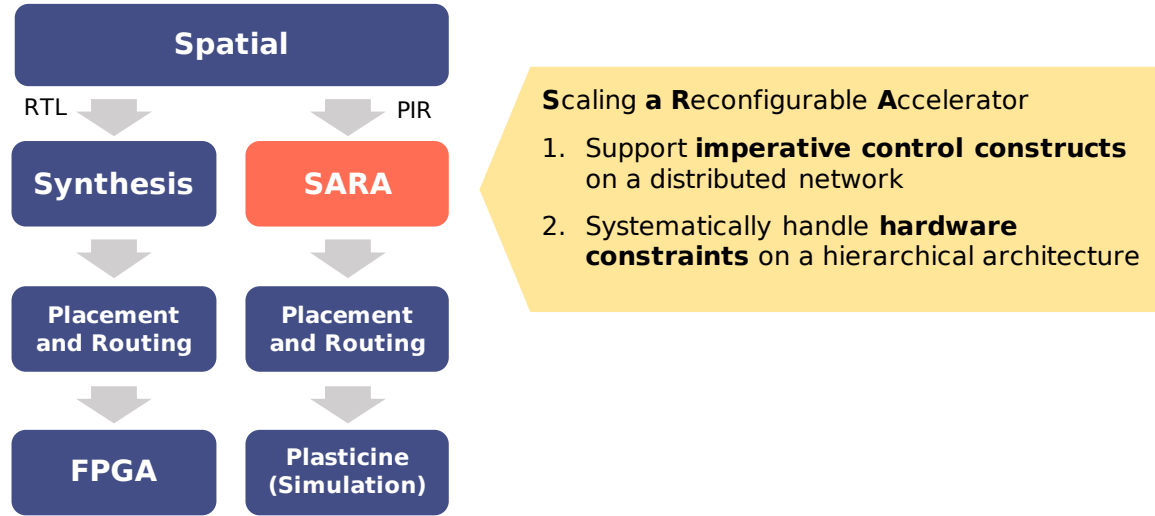 Spatial
RTL
PIR
Synthesis
SARA
Placement
and Routing
Placement
and Routing
FPGA
Plasticine
(Simulation)
Scaling a Reconfigurable Accelerator
1. Support imperative control constructs
on a distributed network
2. Systematically handle hardware
constraints on a hierarchical architecture